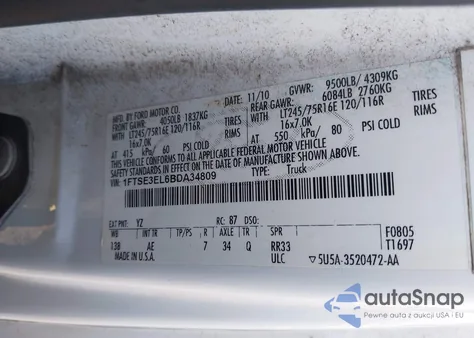 MFD. BY FORD MOTOR CO.
DATE: 11/10 GVWR: 9500LB/ 4309KG
FRONT GAWR: 4050LB 1837KG REAR GAWR: 6084LB 2760KG
WITH LT245/75R16E 120/116R TIRES WITH LT245/75R16E 120/116R TIRES
16x7.0K RIMS 16x7.0K RIMS
AT 415 kPa/ 60 PSI COLD AT 550 kPa/ 80 PSI COLD
THIS VEHICLE CONFORMS TO ALL APPLICABLE FEDERAL MOTOR VEHICLE
SAFETY STANDARDS IN EFFECT ON THE DATE OF MANUFACTURE SHOWN ABOVE.
VIN: 1FTSE3EL6BDA34809
TYPE: Truck
EXT PNT: YZ RC: 87 DSO:
WB INT TR TP/PS R AXLE TR SPR F0805
138 AE 7 34 Q RR33 T1697
MADE IN U.S.A. ULC 5U5A-3520472-AA
autoSnap
Pewne auta z aukcji USA i EU